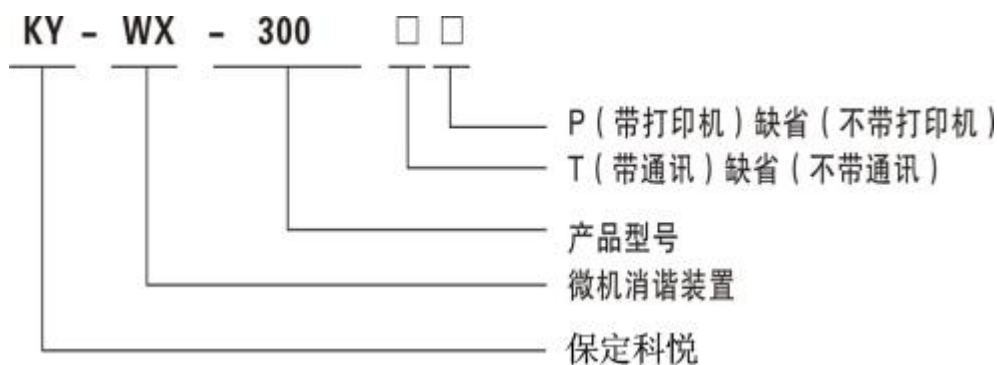 KY - WX - 300 □ □
P（带打印机）缺省（不带打印机）
T（带通讯）缺省（不带通讯）
产品型号
微机消谐装置
保定科悦